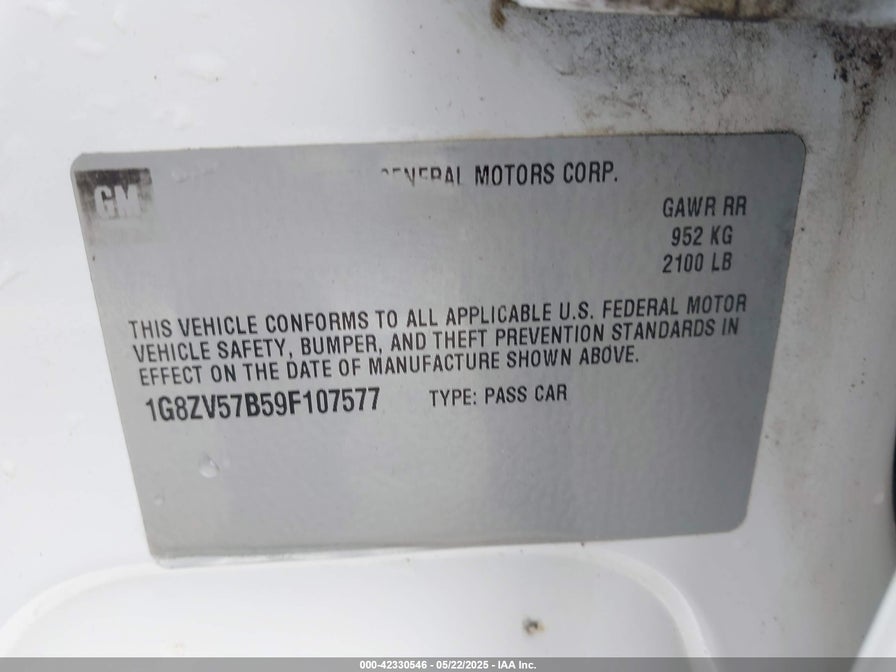 GM
GENERAL MOTORS CORP.
GAWR RR
952 KG
2100 LB
THIS VEHICLE CONFORMS TO ALL APPLICABLE U.S. FEDERAL MOTOR
VEHICLE SAFETY, BUMPER, AND THEFT PREVENTION STANDARDS IN
EFFECT ON THE DATE OF MANUFACTURE SHOWN ABOVE.
1G8ZV57B59F107577 TYPE: PASS CAR
000-42330546 - 05/22/2025 - IAA Inc.